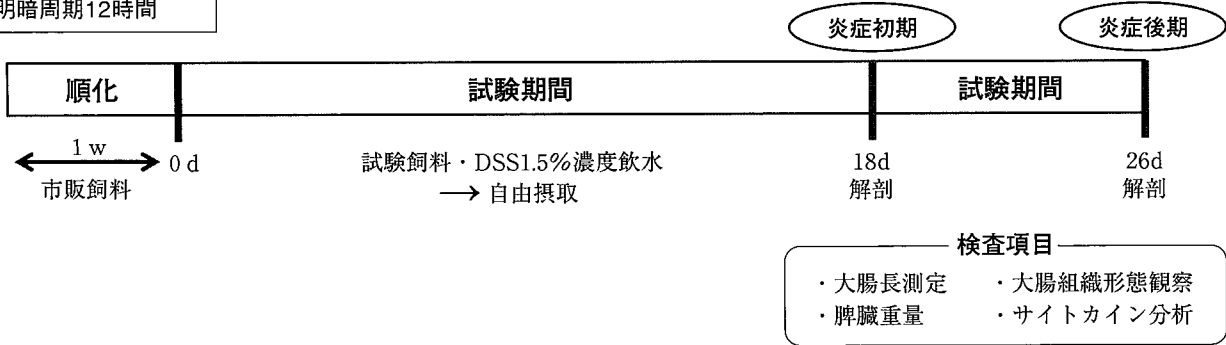 明暗周期12時間
炎症初期
炎症後期
順化
試験期間
試験期間
1 w
0 d
市販飼料
試験飼料・DSS1.5%濃度飲水
→ 自由摂取
18d
解剖
26d
解剖
検査項目
・大腸長測定 ・大腸組織形態観察
・脾臓重量 ・サイトカイン分析